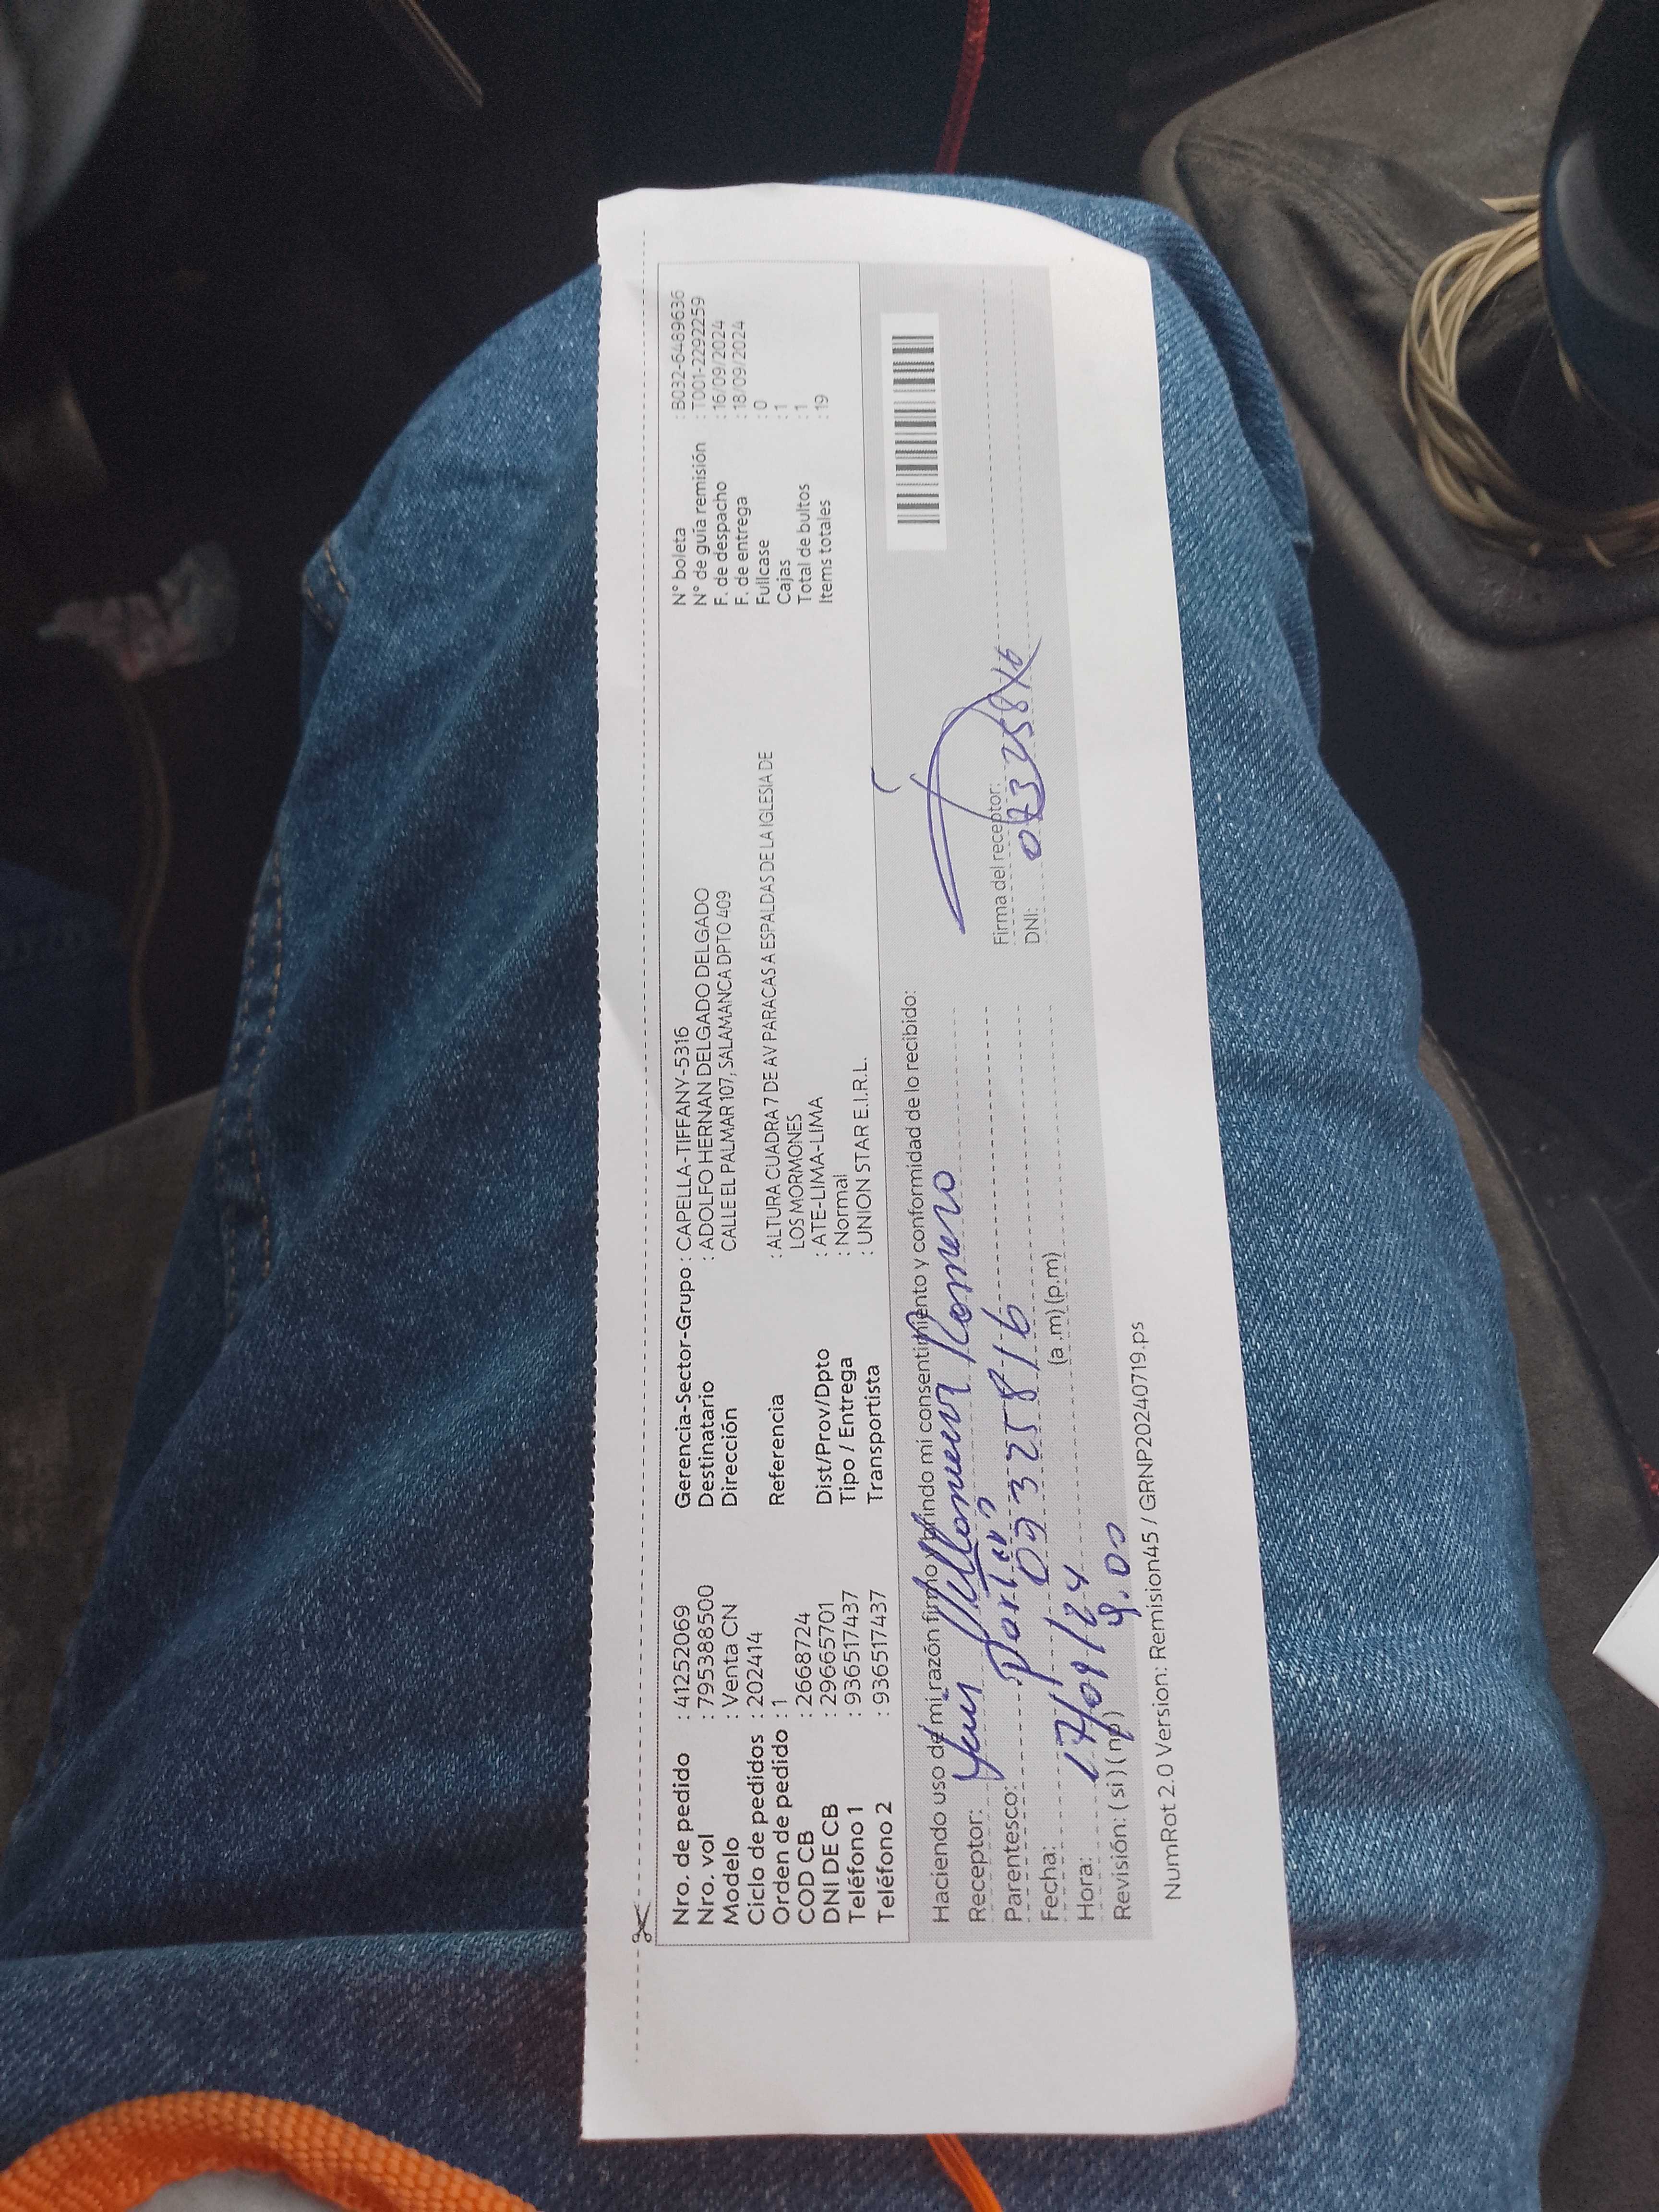 Nro. de pedido : 41252069
Nro. vol : 795388500
Modelo : Venta CN
Ciclo de pedidos : 202414
Orden de pedido : 1
COD CB : 2668724
DNI DE CB : 29665701
Teléfono 1 : 936517437
Teléfono 2 : 936517437
Gerencia-Sector-Grupo : CAPELLA-TIFFANY-5316
Destinatario : ADOLFO HERNAN DELGADO DELGADO
Dirección CALLE EL PALMAR 107, SALAMANCA DPTO 409
Referencia : ALTURA CUADRA 7 DE AV PARACAS A ESPALDAS DE LA IGLESIA DE
LOS MORMONES
Dist/Prov/Dpto : ATE-LIMA-LIMA
Tipo / Entrega : Normal
Transportista : UNION STAR E.I.R.L.
N° boleta : B032-6489636
N° de guía remisión : T001-2292259
F. de despacho : 16/09/2024
F. de entrega : 18/09/2024
Fullcase : 0
Cajas : 1
Total de bultos : 1
Items totales : 19
Haciendo uso de mi razón firmo y brindo mi consentimiento y conformidad de lo recibido:
Receptor: Romero
Parentesco:
09325816
Fecha: 17/09/24
Hora: 9.00 (a.m) (p.m)
Revisión: ( si ) ( no )
Firma del receptor:
DNI:
NumRot 2.0 Version: Remision45 / GRNP20240719.ps